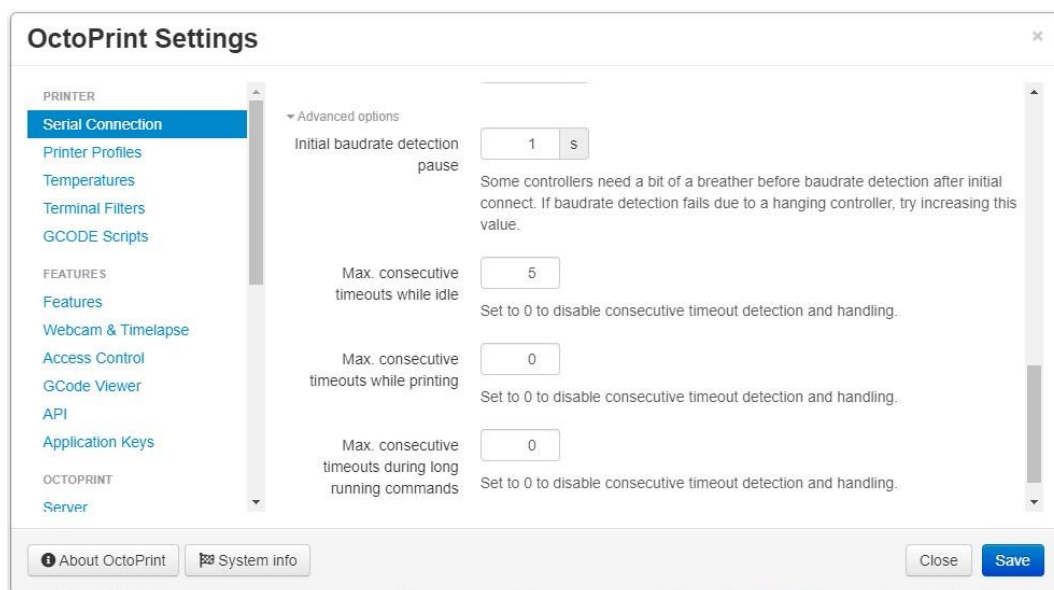 OctoPrint Settings
×
PRINTER
Serial Connection
Printer Profiles
Temperatures
Terminal Filters
GCODE Scripts
FEATURES
Features
Webcam & Timelapse
Access Control
GCode Viewer
API
Application Keys
OCTOPRINT
Server
Advanced options
Initial baudrate detection
pause
1 s
Some controllers need a bit of a breather before baudrate detection after initial
connect. If baudrate detection fails due to a hanging controller, try increasing this
value.
Max. consecutive
timeouts while idle
5
Set to 0 to disable consecutive timeout detection and handling.
Max. consecutive
timeouts while printing
0
Set to 0 to disable consecutive timeout detection and handling.
Max. consecutive
timeouts during long
running commands
0
Set to 0 to disable consecutive timeout detection and handling.
About OctoPrint
System info
Close
Save